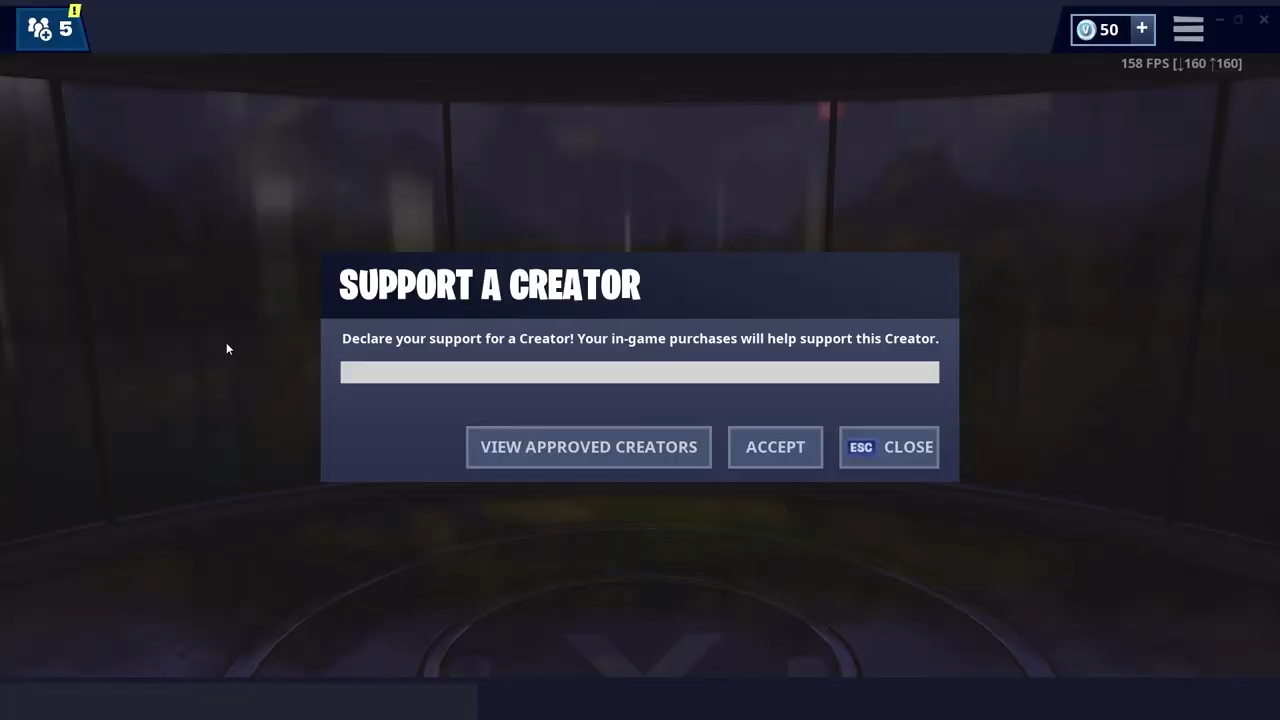 !
5
50 +
158 FPS [↓160 ↑160]
SUPPORT A CREATOR
Declare your support for a Creator! Your in-game purchases will help support this Creator.
VIEW APPROVED CREATORS
ACCEPT
ESC CLOSE